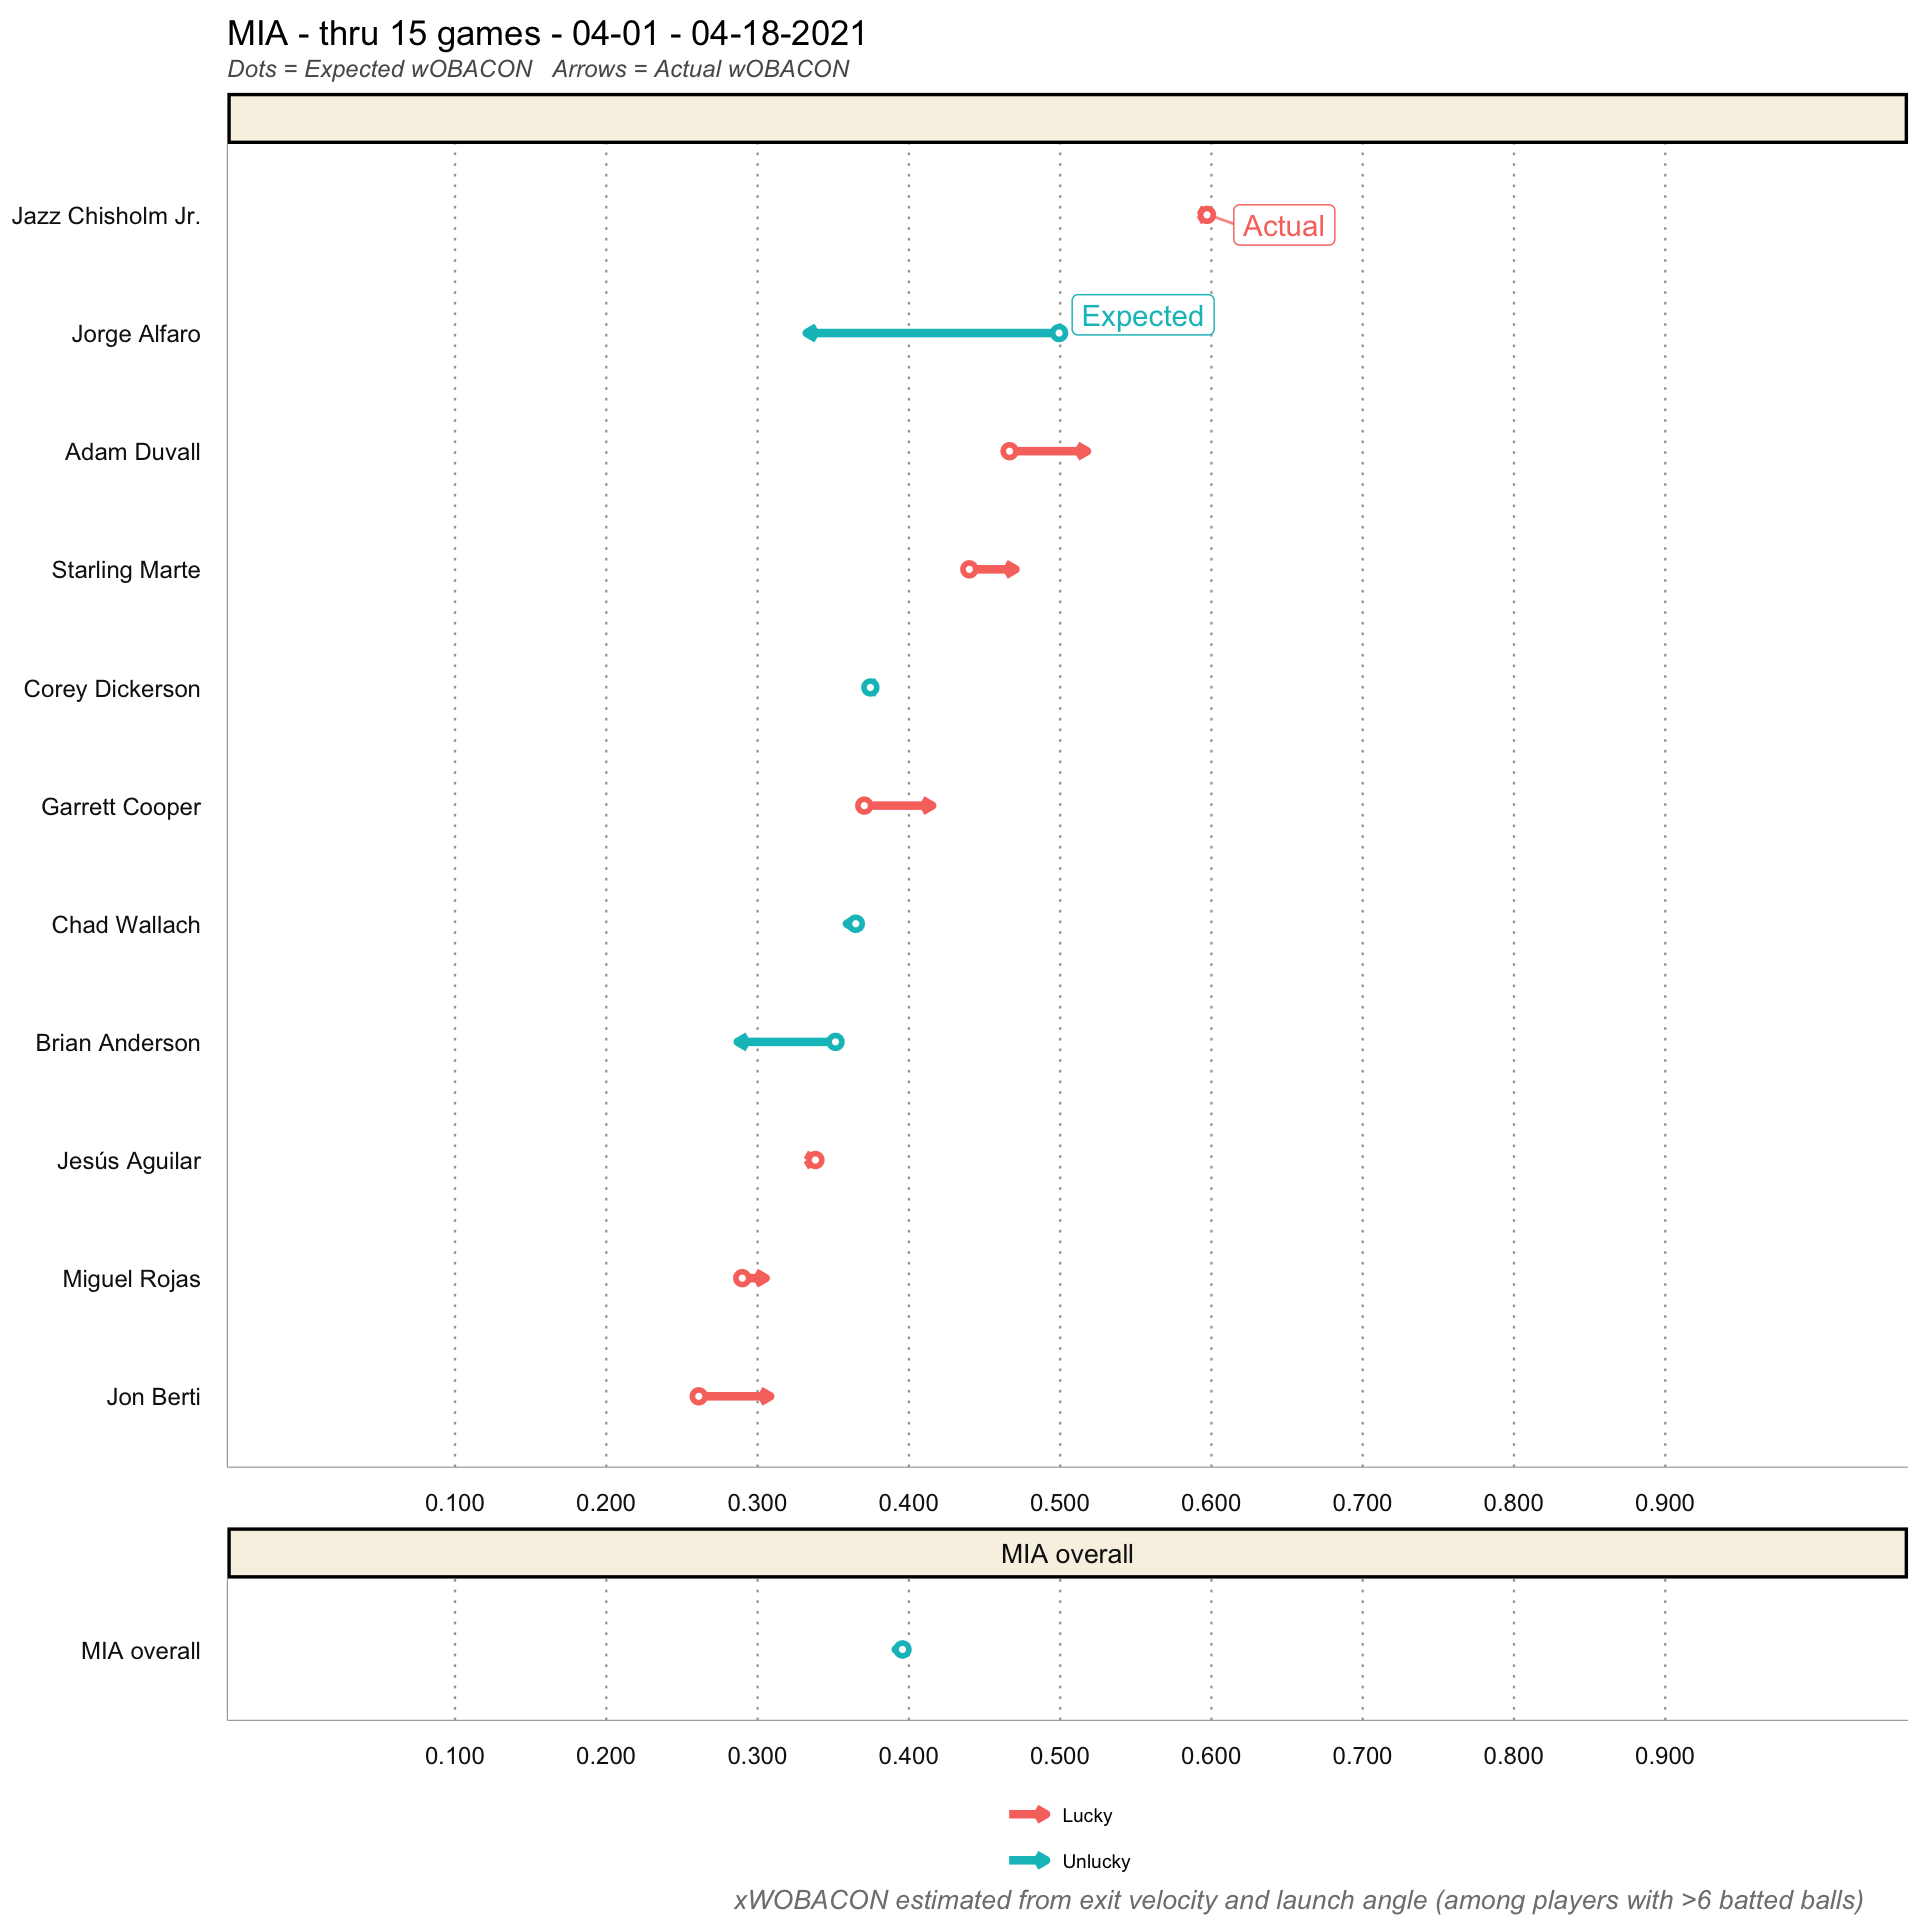 MIA - thru 15 games - 04-01 - 04-18-2021
Dots = Expected wOBACON   Arrows = Actual wOBACON
Jazz Chisholm Jr.
Actual
Expected
Jorge Alfaro
Adam Duvall
Starling Marte
Corey Dickerson
Garrett Cooper
Chad Wallach
Brian Anderson
Jesús Aguilar
Miguel Rojas
Jon Berti
0.100 0.200 0.300 0.400 0.500 0.600 0.700 0.800 0.900
MIA overall
MIA overall
0.100 0.200 0.300 0.400 0.500 0.600 0.700 0.800 0.900
Lucky
Unlucky
xWOBACON estimated from exit velocity and launch angle (among players with >6 batted balls)